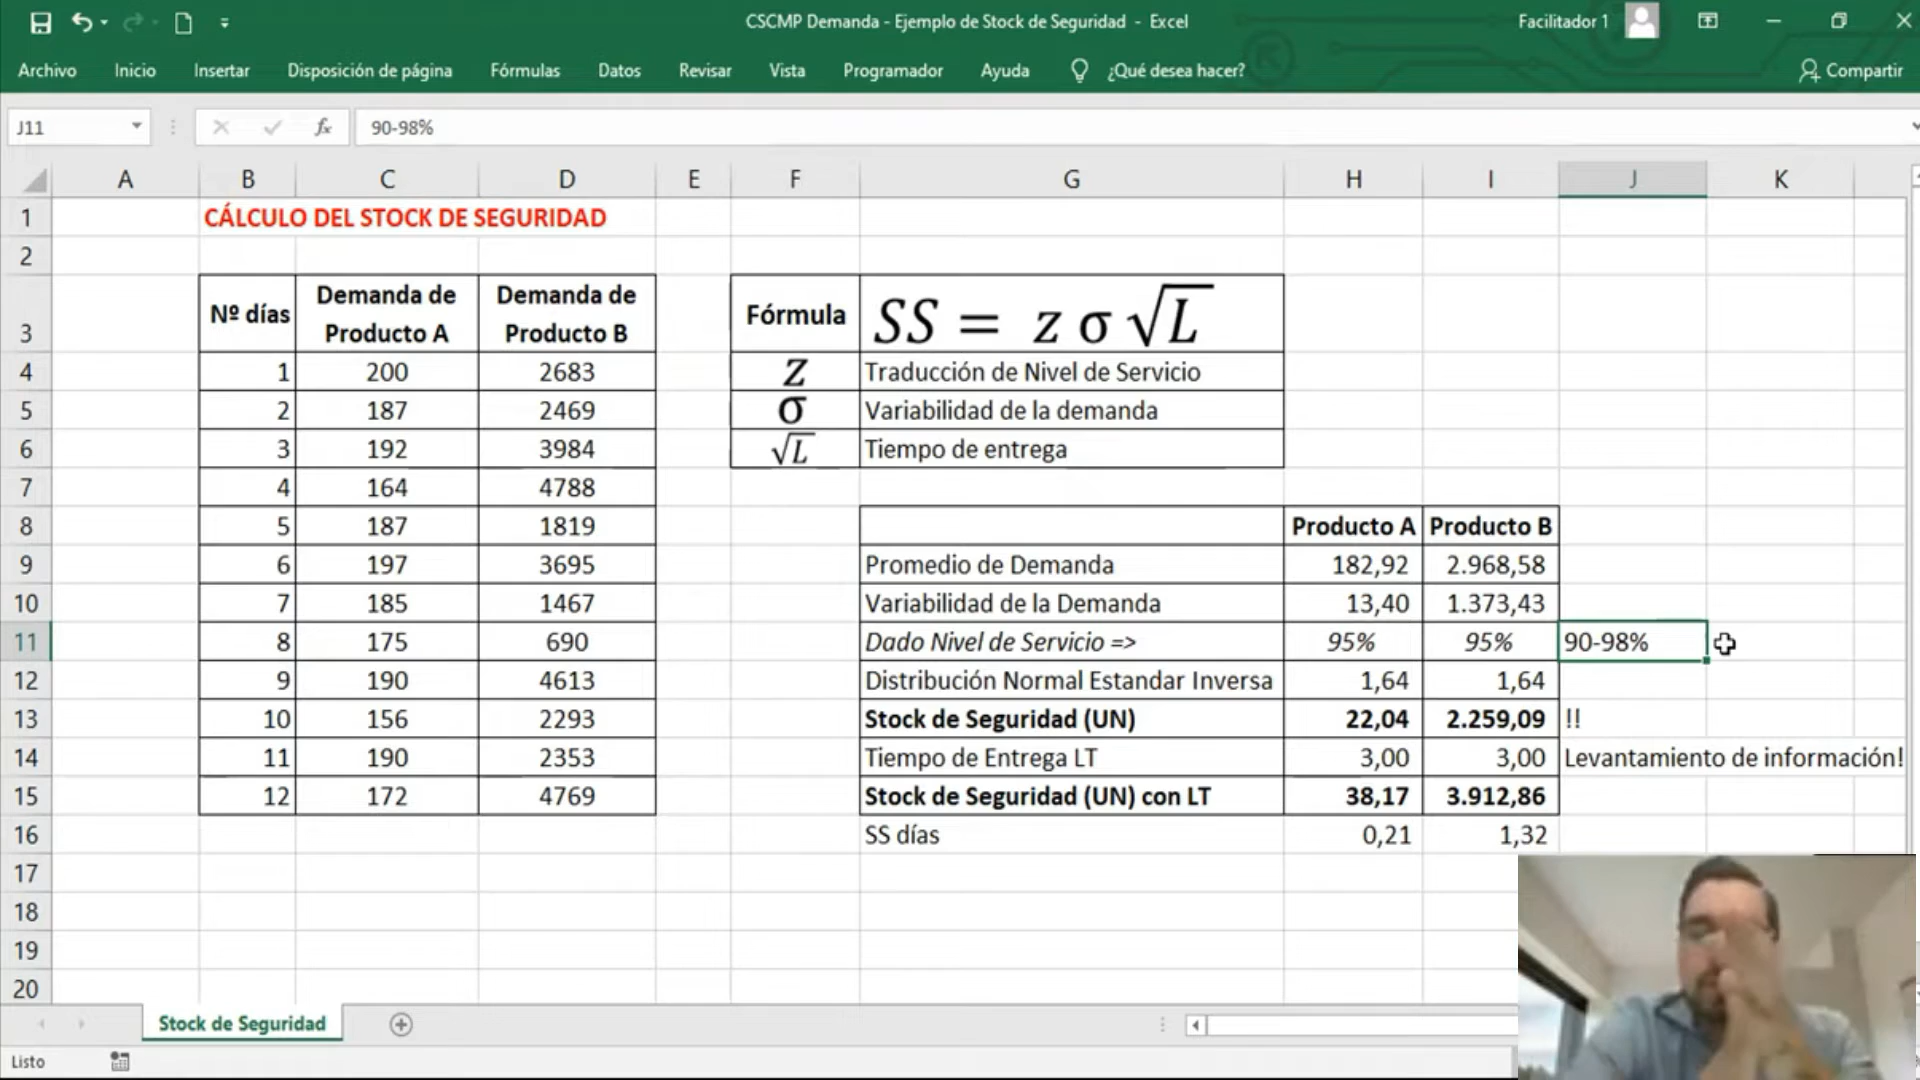 CSCMP Demanda - Ejemplo de Stock de Seguridad - Excel
Facilitador 1
Archivo Inicio Insertar Disposición de página Fórmulas Datos Revisar Vista Programador Ayuda ¿Qué desea hacer? Compartir
J11 fx 90-98%
A B C D E F G H I J K
1 CÁLCULO DEL STOCK DE SEGURIDAD
2
3 Nº días Demanda de Producto A Demanda de Producto B Fórmula SS = z σ √L
4 1 200 2683 z Traducción de Nivel de Servicio
5 2 187 2469 σ Variabilidad de la demanda
6 3 192 3984 √L Tiempo de entrega
7 4 164 4788
8 5 187 1819 Producto A Producto B
9 6 197 3695 Promedio de Demanda 182,92 2.968,58
10 7 185 1467 Variabilidad de la Demanda 13,40 1.373,43
11 8 175 690 Dado Nivel de Servicio => 95% 95% 90-98%
12 9 190 4613 Distribución Normal Estandar Inversa 1,64 1,64
13 10 156 2293 Stock de Seguridad (UN) 22,04 2.259,09 !!
14 11 190 2353 Tiempo de Entrega LT 3,00 3,00 Levantamiento de información!
15 12 172 4769 Stock de Seguridad (UN) con LT 38,17 3.912,86
16 SS días 0,21 1,32
17
18
19
20
Stock de Seguridad
Listo